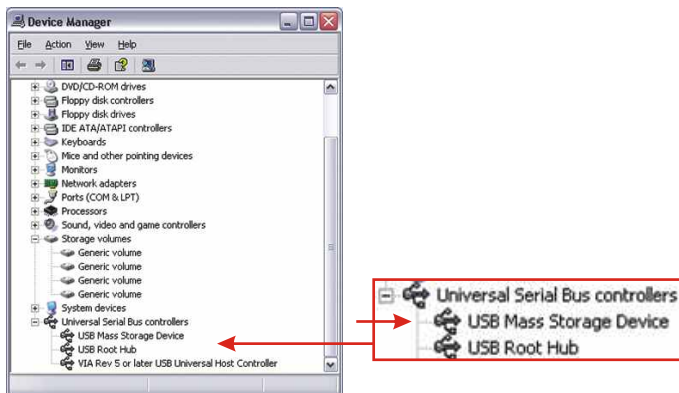 Device Manager
File Action View Help
DVD/CD-ROM drives
Floppy disk controllers
Floppy disk drives
IDE ATA/ATAPI controllers
Keyboards
Mice and other pointing devices
Monitors
Network adapters
Ports (COM & LPT)
Processors
Sound, video and game controllers
Storage volumes
Generic volume
Generic volume
Generic volume
Generic volume
System devices
Universal Serial Bus controllers
USB Mass Storage Device
USB Root Hub
VIA Rev 5 or later USB Universal Host Controller
Universal Serial Bus controllers
USB Mass Storage Device
USB Root Hub